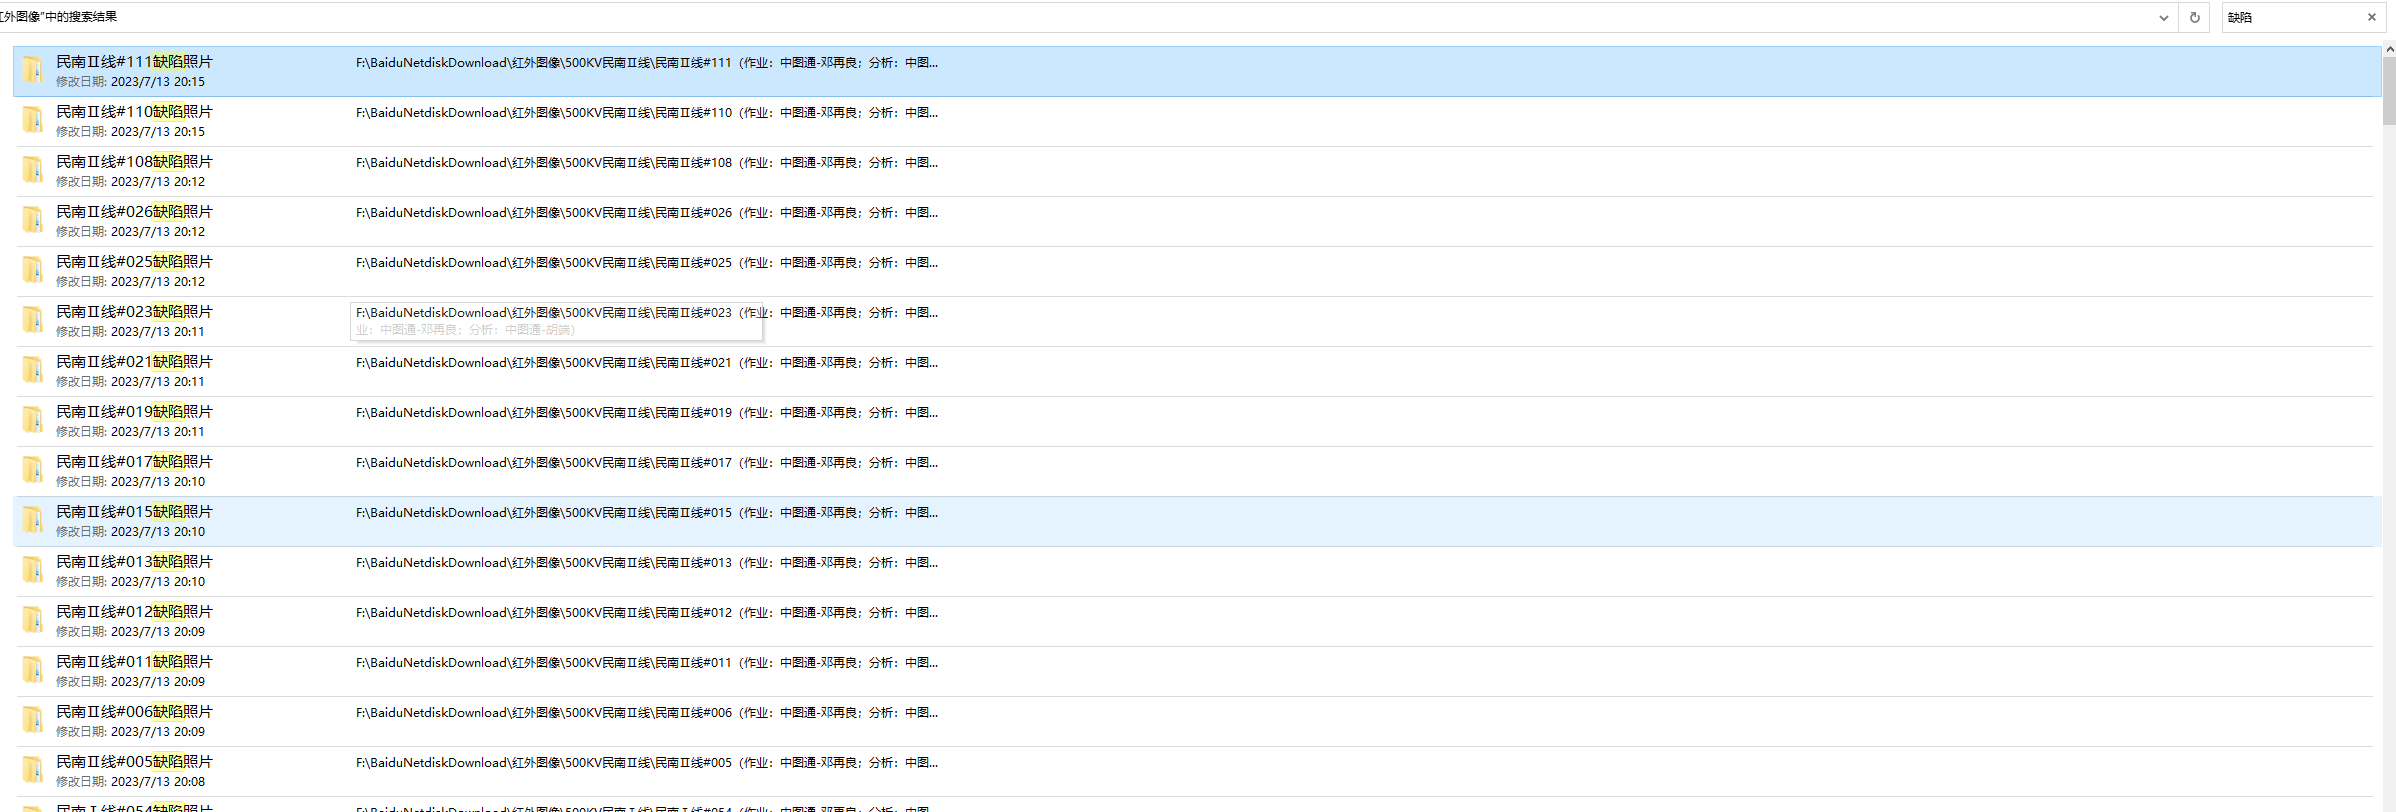 红外图像"中的搜索结果
缺陷
民南Ⅱ线#111缺陷照片
F:\BaiduNetdiskDownload\红外图像\500KV民南Ⅱ线\民南Ⅱ线#111（作业：中图通-邓再良；分析：中图...
修改日期: 2023/7/13 20:15
民南Ⅱ线#110缺陷照片
F:\BaiduNetdiskDownload\红外图像\500KV民南Ⅱ线\民南Ⅱ线#110（作业：中图通-邓再良；分析：中图...
修改日期: 2023/7/13 20:15
民南Ⅱ线#108缺陷照片
F:\BaiduNetdiskDownload\红外图像\500KV民南Ⅱ线\民南Ⅱ线#108（作业：中图通-邓再良；分析：中图...
修改日期: 2023/7/13 20:12
民南Ⅱ线#026缺陷照片
F:\BaiduNetdiskDownload\红外图像\500KV民南Ⅱ线\民南Ⅱ线#026（作业：中图通-邓再良；分析：中图...
修改日期: 2023/7/13 20:12
民南Ⅱ线#025缺陷照片
F:\BaiduNetdiskDownload\红外图像\500KV民南Ⅱ线\民南Ⅱ线#025（作业：中图通-邓再良；分析：中图...
修改日期: 2023/7/13 20:12
民南Ⅱ线#023缺陷照片
F:\BaiduNetdiskDownload\红外图像\500KV民南Ⅱ线\民南Ⅱ线#023（作业：中图通-邓再良；分析：中图...
修改日期: 2023/7/13 20:11
业：中图通-邓再良；分析：中图通-胡端）
民南Ⅱ线#021缺陷照片
F:\BaiduNetdiskDownload\红外图像\500KV民南Ⅱ线\民南Ⅱ线#021（作业：中图通-邓再良；分析：中图...
修改日期: 2023/7/13 20:11
民南Ⅱ线#019缺陷照片
F:\BaiduNetdiskDownload\红外图像\500KV民南Ⅱ线\民南Ⅱ线#019（作业：中图通-邓再良；分析：中图...
修改日期: 2023/7/13 20:11
民南Ⅱ线#017缺陷照片
F:\BaiduNetdiskDownload\红外图像\500KV民南Ⅱ线\民南Ⅱ线#017（作业：中图通-邓再良；分析：中图...
修改日期: 2023/7/13 20:10
民南Ⅱ线#015缺陷照片
F:\BaiduNetdiskDownload\红外图像\500KV民南Ⅱ线\民南Ⅱ线#015（作业：中图通-邓再良；分析：中图...
修改日期: 2023/7/13 20:10
民南Ⅱ线#013缺陷照片
F:\BaiduNetdiskDownload\红外图像\500KV民南Ⅱ线\民南Ⅱ线#013（作业：中图通-邓再良；分析：中图...
修改日期: 2023/7/13 20:10
民南Ⅱ线#012缺陷照片
F:\BaiduNetdiskDownload\红外图像\500KV民南Ⅱ线\民南Ⅱ线#012（作业：中图通-邓再良；分析：中图...
修改日期: 2023/7/13 20:09
民南Ⅱ线#011缺陷照片
F:\BaiduNetdiskDownload\红外图像\500KV民南Ⅱ线\民南Ⅱ线#011（作业：中图通-邓再良；分析：中图...
修改日期: 2023/7/13 20:09
民南Ⅱ线#006缺陷照片
F:\BaiduNetdiskDownload\红外图像\500KV民南Ⅱ线\民南Ⅱ线#006（作业：中图通-邓再良；分析：中图...
修改日期: 2023/7/13 20:09
民南Ⅱ线#005缺陷照片
F:\BaiduNetdiskDownload\红外图像\500KV民南Ⅱ线\民南Ⅱ线#005（作业：中图通-邓再良；分析：中图...
修改日期: 2023/7/13 20:08
民南Ⅰ线#054缺陷照片
F:\BaiduNetdiskDownload\红外图像\500KV民南Ⅰ线\民南Ⅰ线#054（作业：中图通-邓再良；分析：中图...